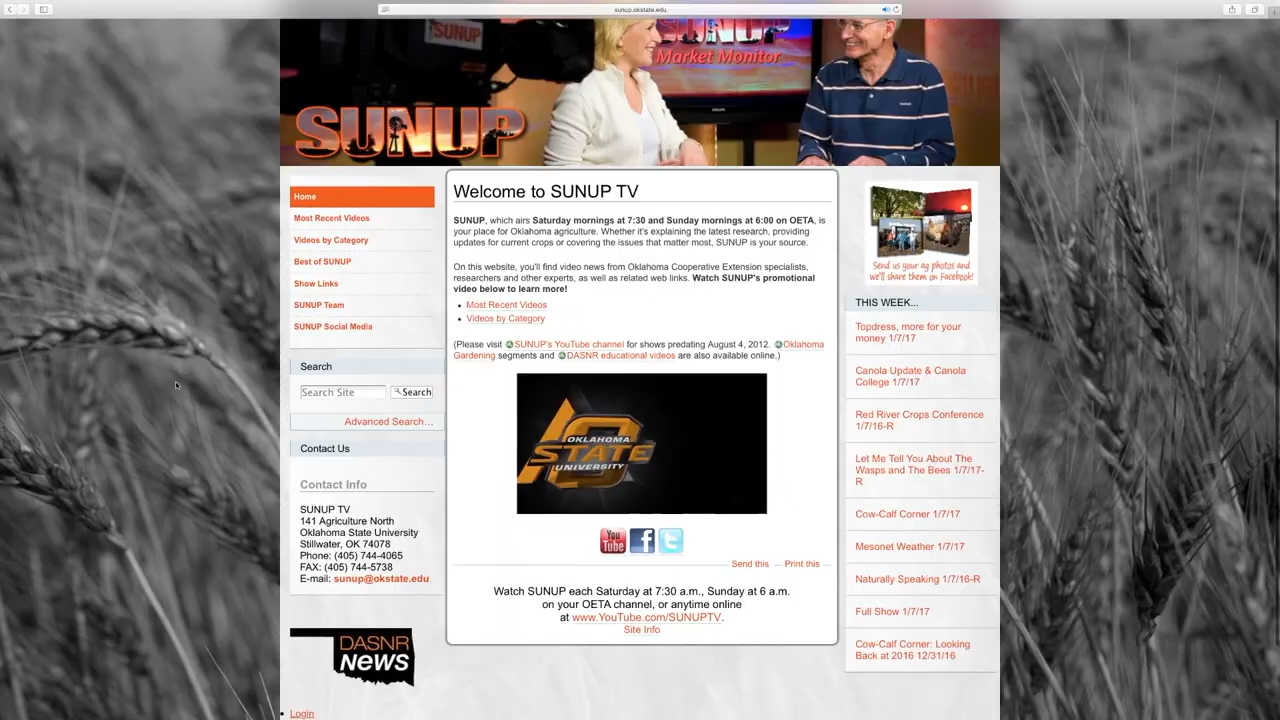 sunup.okstate.edu
SUNUP
SUNUP
Market Monitor
SUNUP
Home
Most Recent Videos
Videos by Category
Best of SUNUP
Show Links
SUNUP Team
SUNUP Social Media
Search
Search Site
Search
Advanced Search…
Contact Us
Contact Info
SUNUP TV
141 Agriculture North
Oklahoma State University
Stillwater, OK 74078
Phone: (405) 744-4065
FAX: (405) 744-5738
E-mail: sunup@okstate.edu
DASNR
News
Login
Welcome to SUNUP TV
SUNUP, which airs Saturday mornings at 7:30 and Sunday mornings at 6:00 on OETA, is
your place for Oklahoma agriculture. Whether it's explaining the latest research, providing
updates for current crops or covering the issues that matter most, SUNUP is your source.
On this website, you'll find video news from Oklahoma Cooperative Extension specialists,
researchers and other experts, as well as related web links. Watch SUNUP's promotional
video below to learn more!
Most Recent Videos
Videos by Category
(Please visit SUNUP's YouTube channel for shows predating August 4, 2012. Oklahoma
Gardening segments and DASNR educational videos are also available online.)
OKLAHOMA
STATE
UNIVERSITY
You
Tube
f
t
Send this
Print this
Watch SUNUP each Saturday at 7:30 a.m., Sunday at 6 a.m.
on your OETA channel, or anytime online
at www.YouTube.com/SUNUPTV.
Site Info
Send us your ag photos and
we'll share them on Facebook!
THIS WEEK...
Topdress, more for your
money 1/7/17
Canola Update & Canola
College 1/7/17
Red River Crops Conference
1/7/16-R
Let Me Tell You About The
Wasps and The Bees 1/7/17-
R
Cow-Calf Corner 1/7/17
Mesonet Weather 1/7/17
Naturally Speaking 1/7/16-R
Full Show 1/7/17
Cow-Calf Corner: Looking
Back at 2016 12/31/16